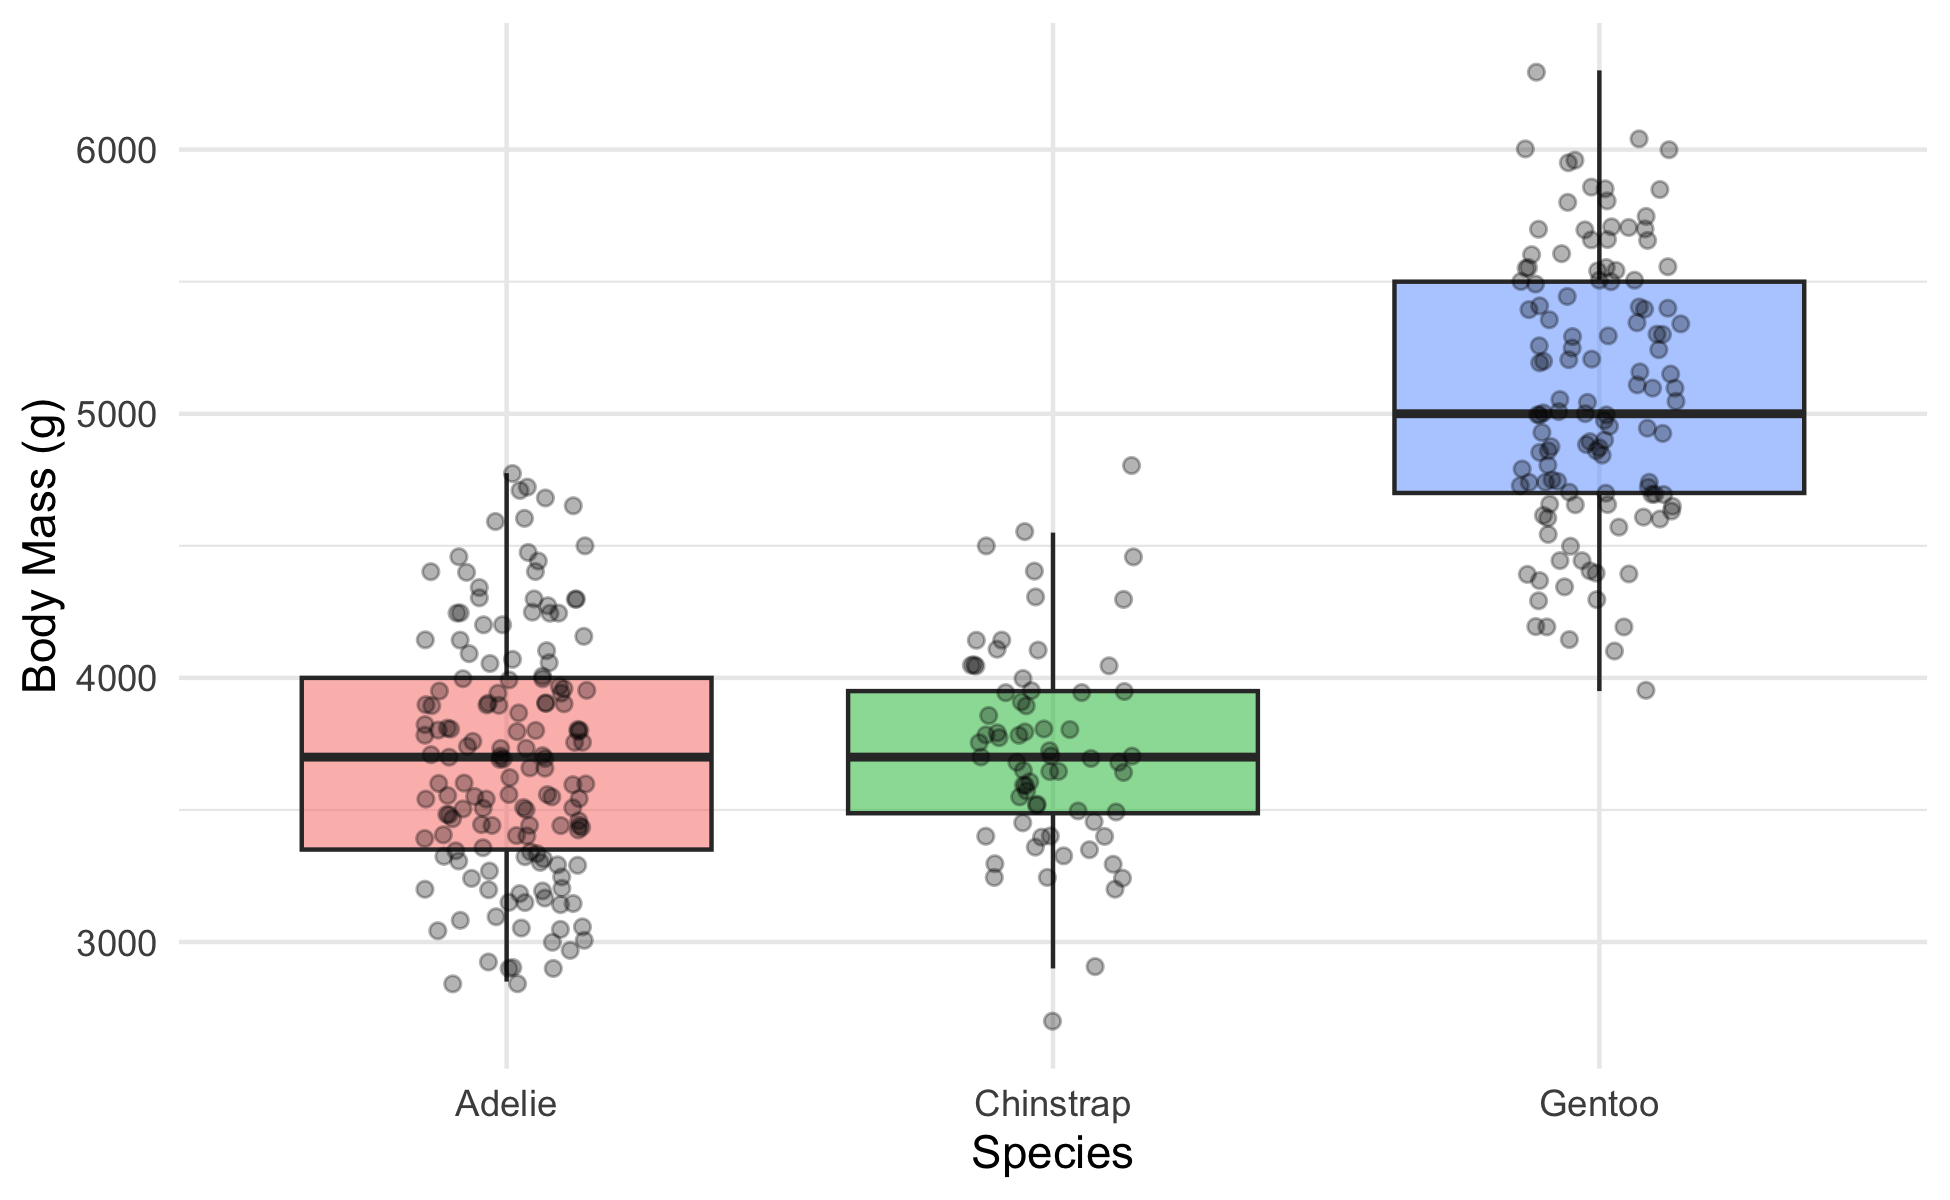 Body Mass (g)
6000
5000
4000
3000
Adelie
Chinstrap
Gentoo
Species